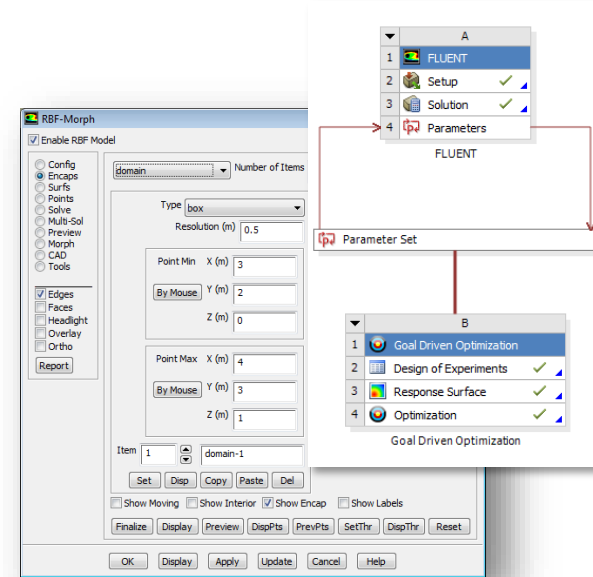 A
1 FLUENT
2 Setup
3 Solution
4 Parameters
FLUENT
Parameter Set
B
1 Goal Driven Optimization
2 Design of Experiments
3 Response Surface
4 Optimization
Goal Driven Optimization
RBF-Morph
Enable RBF Model
Config
Encaps
Surfs
Points
Solve
Multi-Sol
Preview
Morph
CAD
Tools
Edges
Faces
Headlight
Overlay
Ortho
Report
domain Number of Items
Type box
Resolution (m) 0.5
Point Min X (m) 3
By Mouse Y (m) 2
Z (m) 0
Point Max X (m) 4
By Mouse Y (m) 3
Z (m) 1
Item 1 domain-1
Set Disp Copy Paste Del
Show Moving Show Interior Show Encap Show Labels
Finalize Display Preview DispPts PrevPts SetThr DispThr Reset
OK Display Apply Update Cancel Help